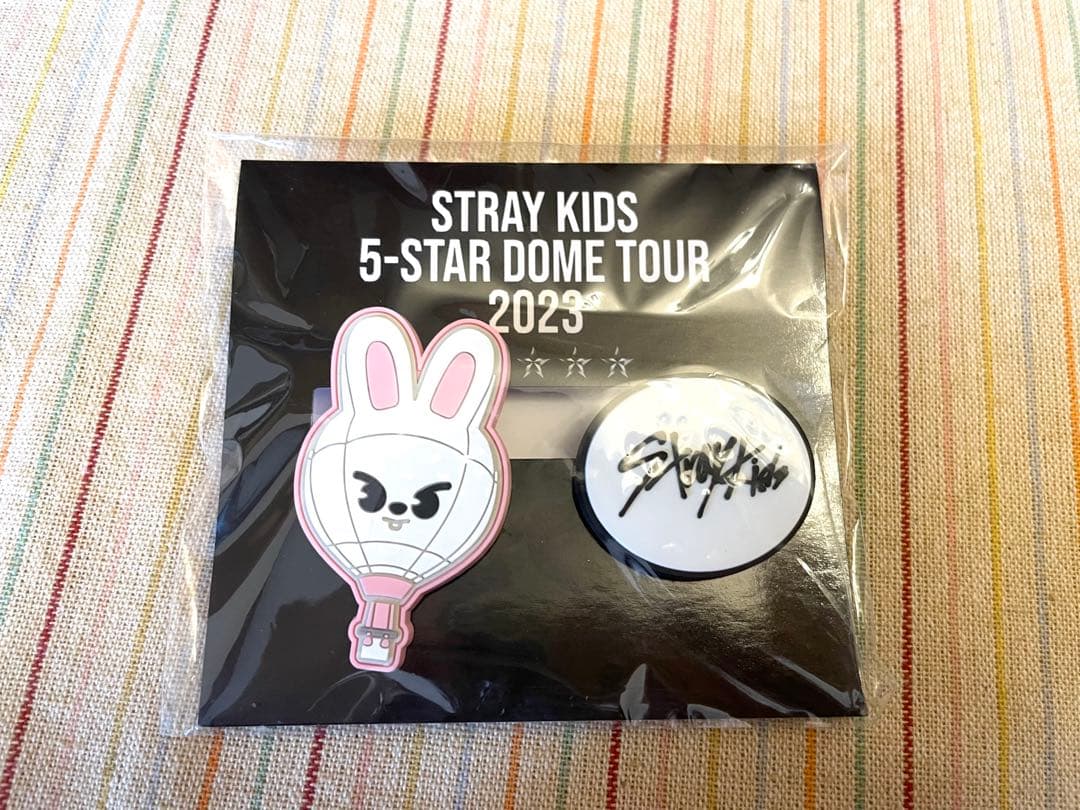 STRAY KIDS
5-STAR DOME TOUR
2023
Stray Kids